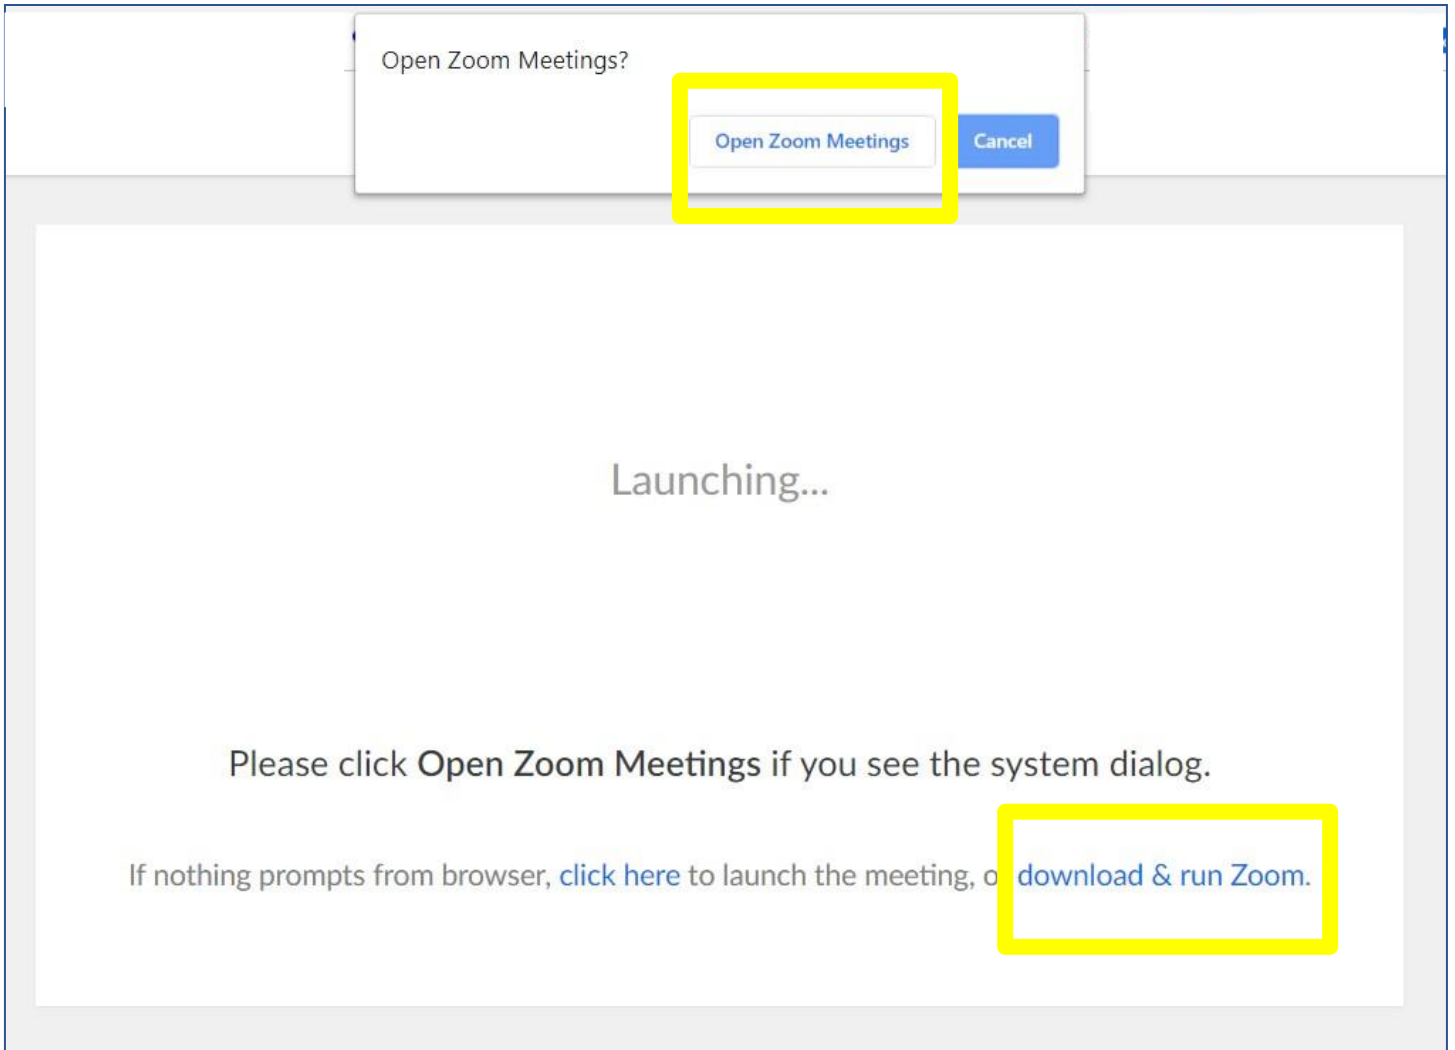 Open Zoom Meetings?
Open Zoom Meetings Cancel
Launching...
Please click Open Zoom Meetings if you see the system dialog.
If nothing prompts from browser, click here to launch the meeting, o download & run Zoom.